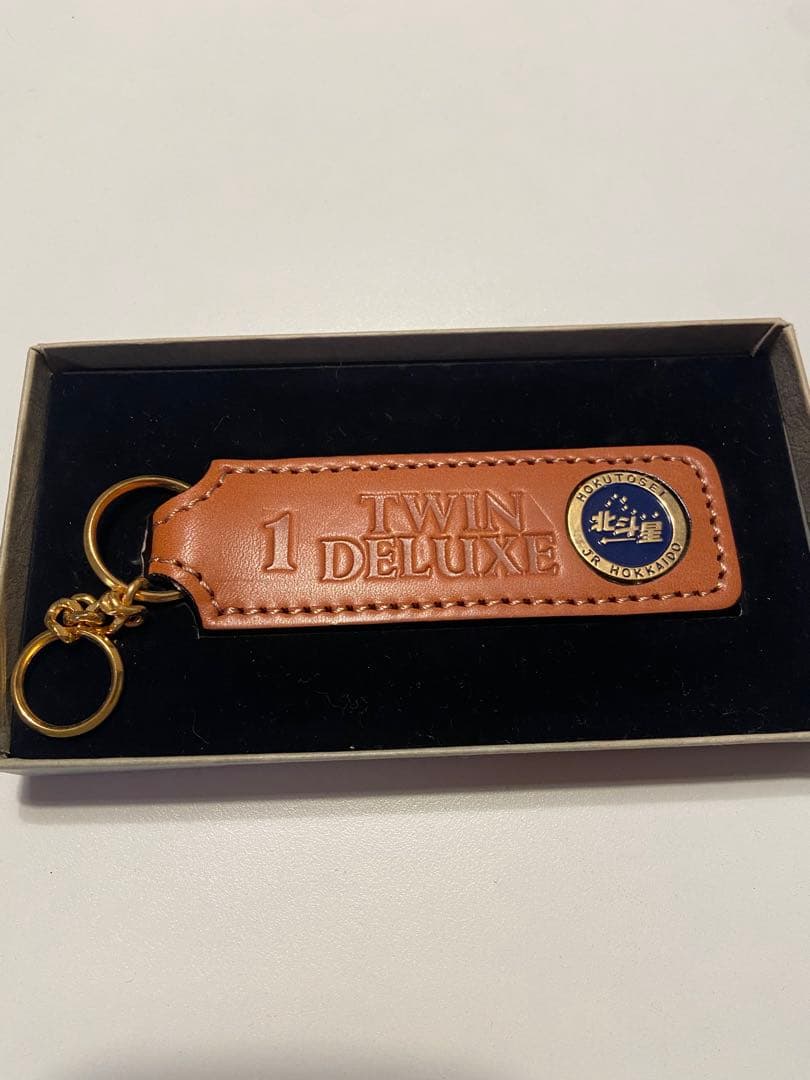 1
TWIN
DELUXE
HOKUTOSEI
北斗星
JR HOKKAIDO